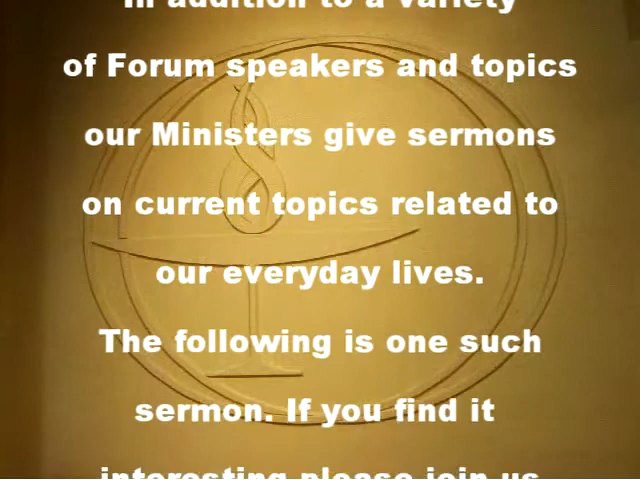 In addition to a variety
of Forum speakers and topics
our Ministers give sermons
on current topics related to
our everyday lives.
The following is one such
sermon. If you find it
interesting please join us